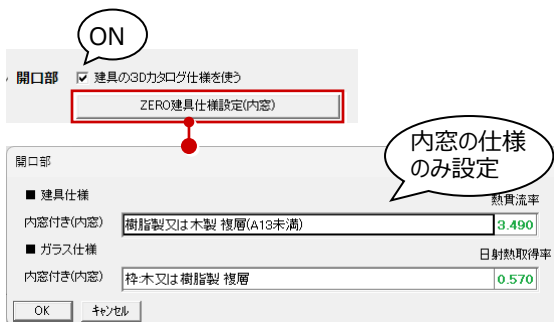 ON
開口部 建具の3Dカタログ仕様を使う
ZERO建具仕様設定(内窓)
内窓の仕様
のみ設定
開口部
■ 建具仕様
熱貫流率
内窓付き(内窓) 樹脂製又は木製 複層(A13未満) 3.490
■ ガラス仕様
日射熱取得率
内窓付き(内窓) 枠:木又は樹脂製 複層 0.570
OK キャンセル